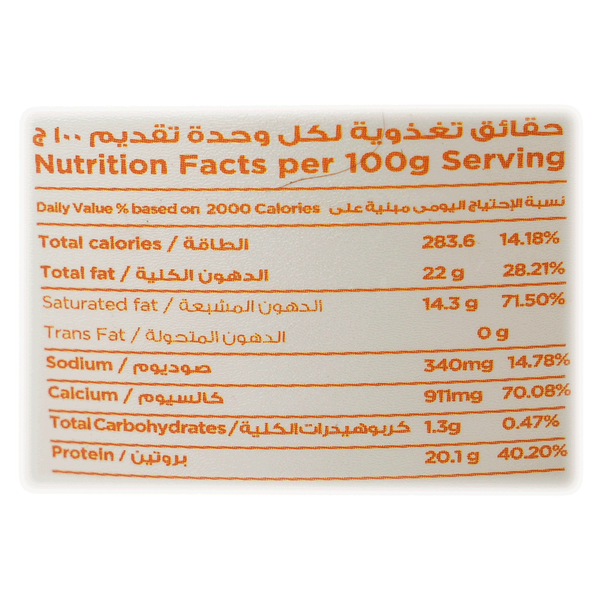 حقائق تغذوية لكل وحدة تقديم ١٠٠ ج
Nutrition Facts per 100g Serving
Daily Value % based on 2000 Calories نسبة الإحتياج اليومى مبنية على
Total calories / الطاقة 283.6 14.18%
Total fat / الدهون الكلية 22 g 28.21%
Saturated fat / الدهون المشبعة 14.3 g 71.50%
Trans Fat / الدهون المتحولة 0 g
Sodium / صوديوم 340mg 14.78%
Calcium / كالسيوم 911mg 70.08%
Total Carbohydrates / كربوهيدرات الكلية 1.3g 0.47%
Protein / بروتين 20.1 g 40.20%